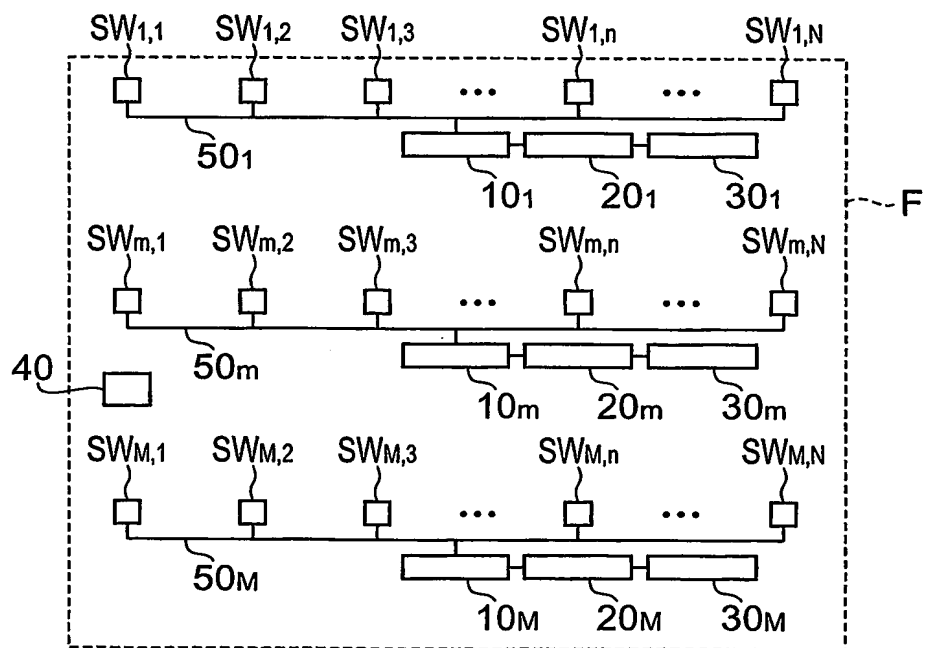 SW1,1 SW1,2 SW1,3 SW1,n SW1,N
501
101 201 301
F
SWm,1 SWm,2 SWm,3 SWm,n SWm,N
40
50m
10m 20m 30m
SWM,1 SWM,2 SWM,3 SWM,n SWM,N
50M
10M 20M 30M